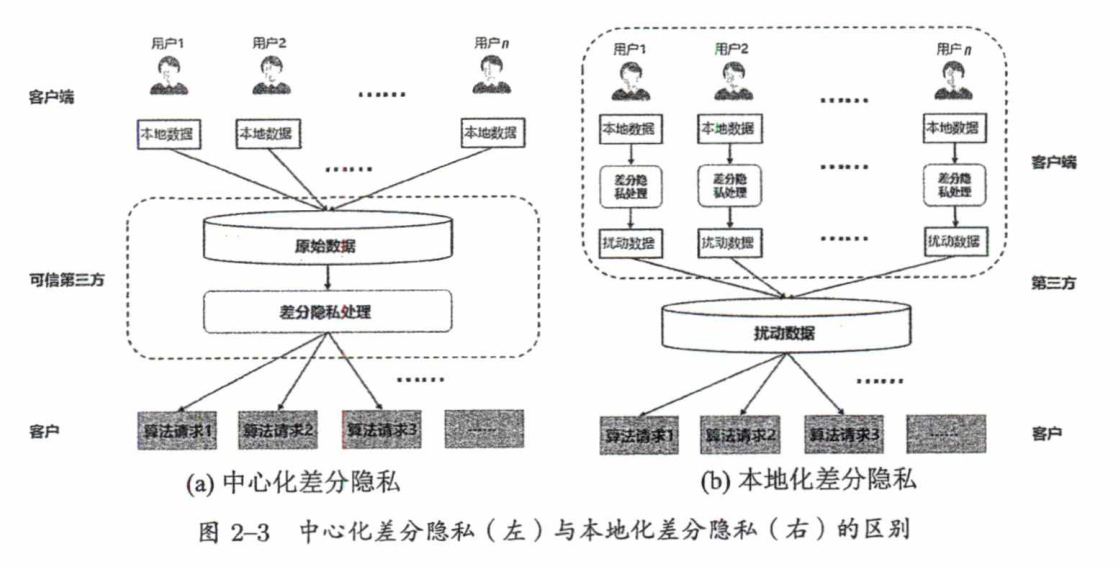 用户1 用户2 用户n
客户端
本地数据 本地数据 …… 本地数据
……
原始数据
可信第三方
差分隐私处理
……
客户 算法请求1 算法请求2 算法请求3 ……
(a) 中心化差分隐私
用户1 用户2 用户n
……
本地数据 本地数据 本地数据
差分隐私处理 差分隐私处理 …… 差分隐私处理
客户端
扰动数据 扰动数据 …… 扰动数据
第三方
扰动数据
……
算法请求1 算法请求2 算法请求3 …… 客户
(b) 本地化差分隐私
图 2–3 中心化差分隐私（左）与本地化差分隐私（右）的区别